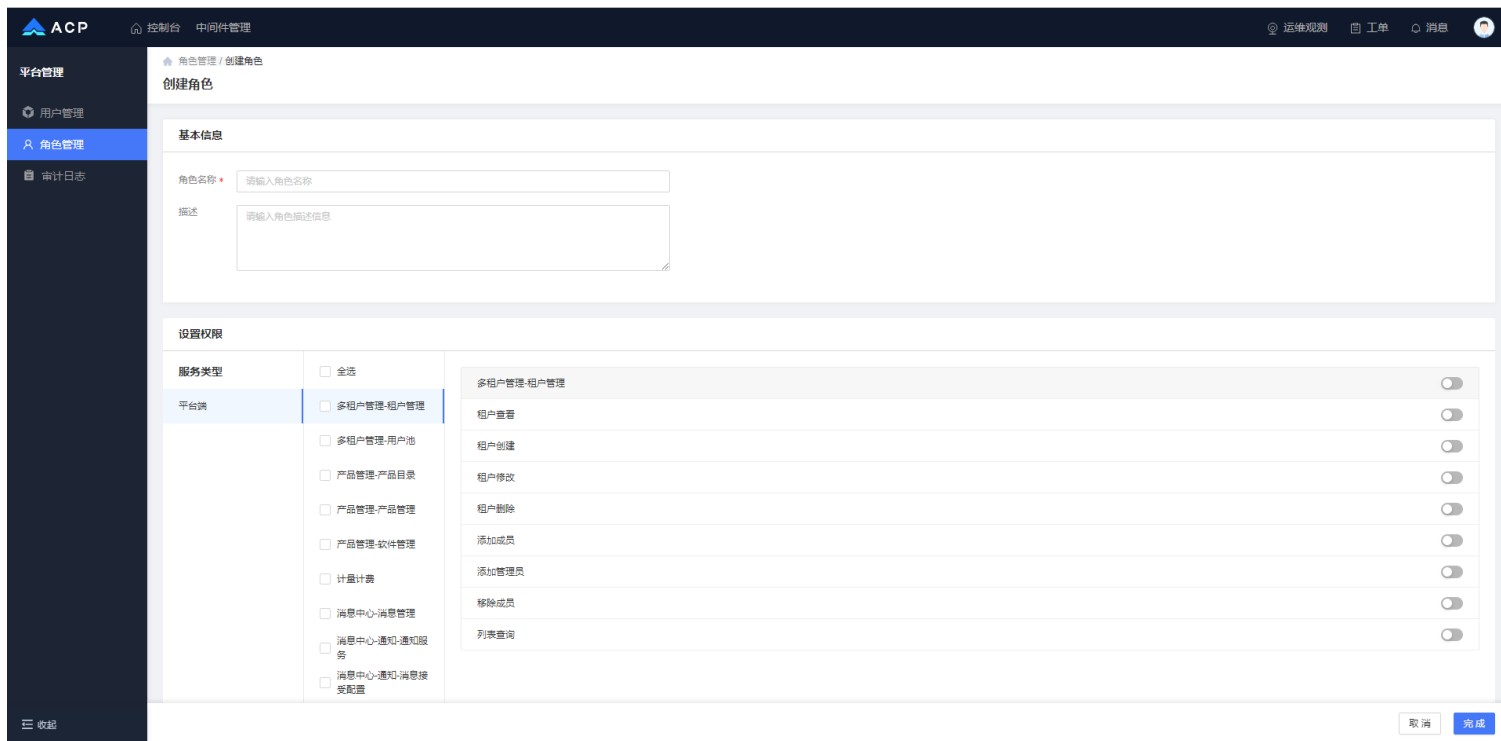 ACP 控制台 中间件管理 运维观测 工单 消息
平台管理
用户管理
角色管理
审计日志
收起
角色管理 / 创建角色
创建角色
基本信息
角色名称 * 请输入角色名称
描述 请输入角色描述信息
设置权限
服务类型
平台端
全选
多租户管理-租户管理
多租户管理-用户池
产品管理-产品目录
产品管理-产品管理
产品管理-软件管理
计量计费
消息中心-消息管理
消息中心-通知-通知服
务
消息中心-通知-消息接
受配置
多租户管理-租户管理
租户查看
租户创建
租户修改
租户删除
添加成员
添加管理员
移除成员
列表查询
取消 完成